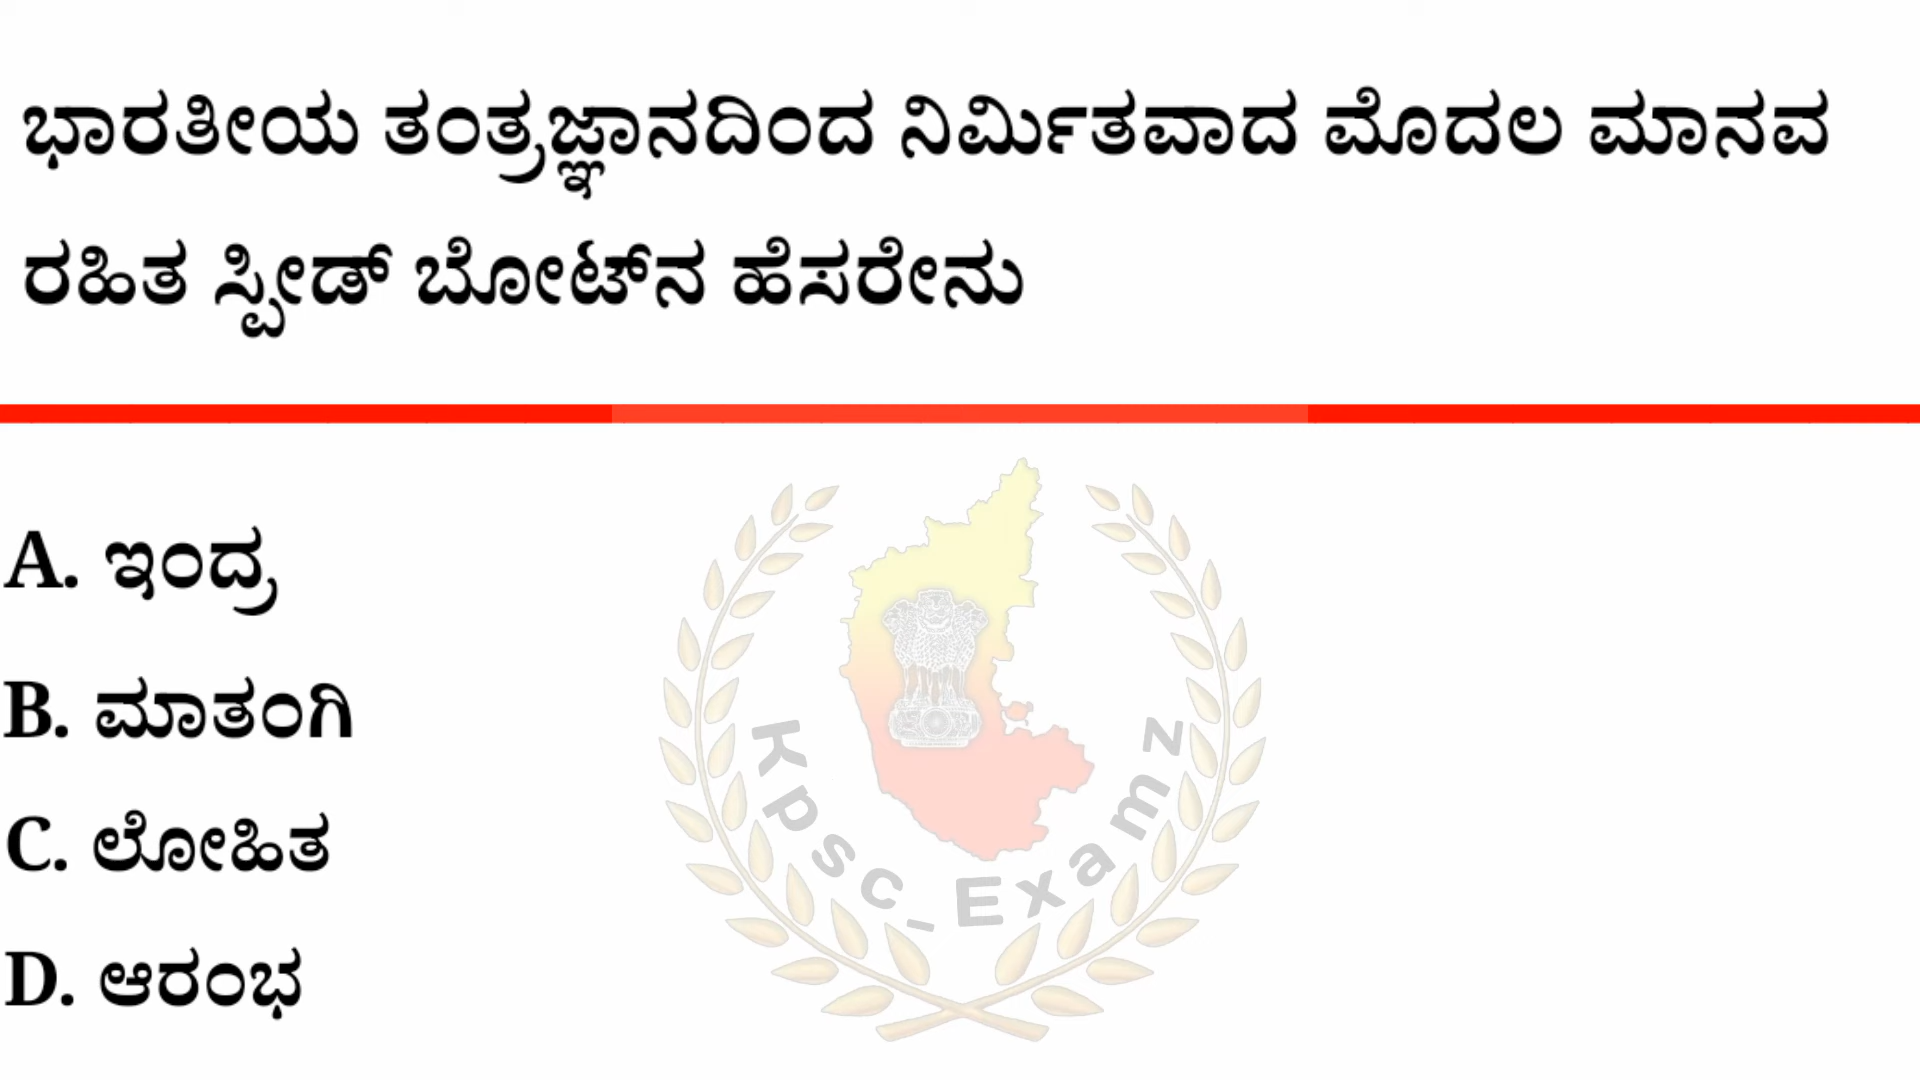 ಭಾರತೀಯ ತಂತ್ರಜ್ಞಾನದಿಂದ ನಿರ್ಮಿತವಾದ ಮೊದಲ ಮಾನವ
ರಹಿತ ಸ್ಪೀಡ್ ಬೋಟ್‌ನ ಹೆಸರೇನು
A. ಇಂದ್ರ
B. ಮಾತಂಗಿ
C. ಲೋಹಿತ
D. ಆರಂಭ
Kpsc_Examz